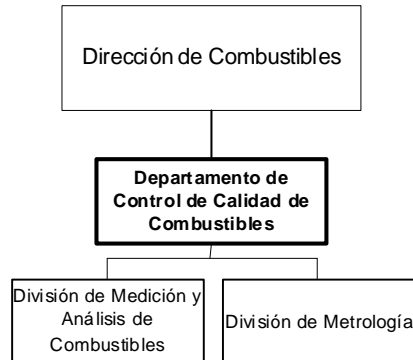 Dirección de Combustibles
Departamento de
Control de Calidad de
Combustibles
División de Medición y
Análisis de
Combustibles
División de Metrología